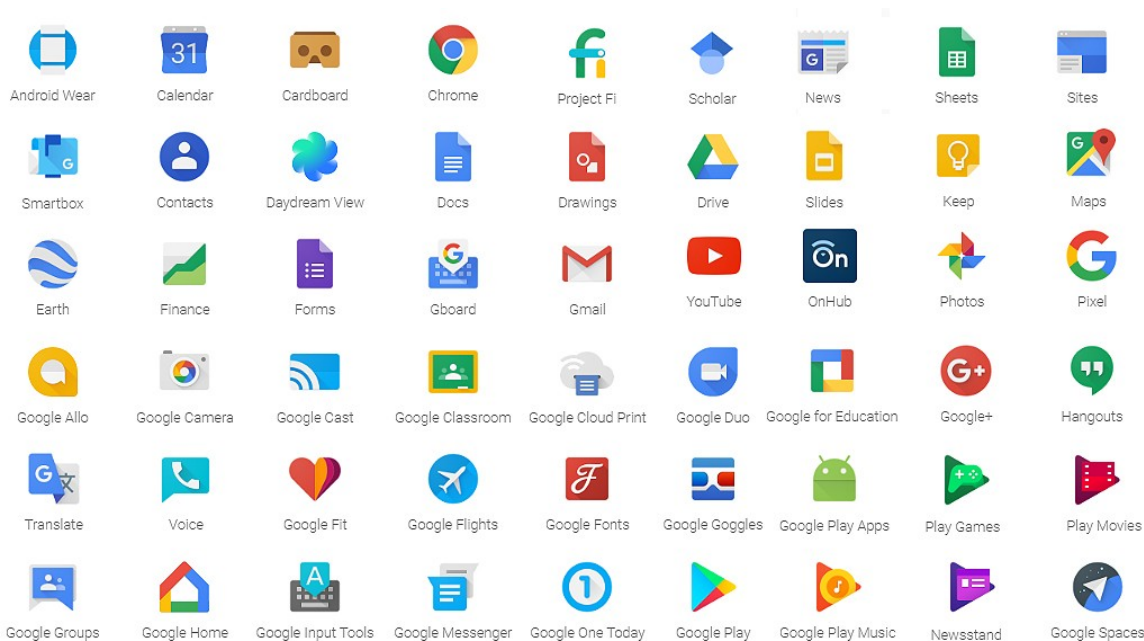 31
Android Wear
Calendar
Cardboard
Chrome
Project Fi
Scholar
G
News
Sheets
Sites
G
Smartbox
Contacts
Daydream View
Docs
Drawings
Drive
Slides
Keep
G
Maps
Earth
Finance
Forms
G
Gboard
Gmail
YouTube
On
OnHub
Photos
G
Pixel
Google Allo
Google Camera
Google Cast
Google Classroom
Google Cloud Print
Google Duo
Google for Education
G+
Google+
Hangouts
G 文
Translate
Voice
Google Fit
Google Flights
F
Google Fonts
Google Goggles
Google Play Apps
Play Games
Play Movies
Google Groups
Google Home
A
Google Input Tools
Google Messenger
1
Google One Today
Google Play
Google Play Music
Newsstand
Google Spaces